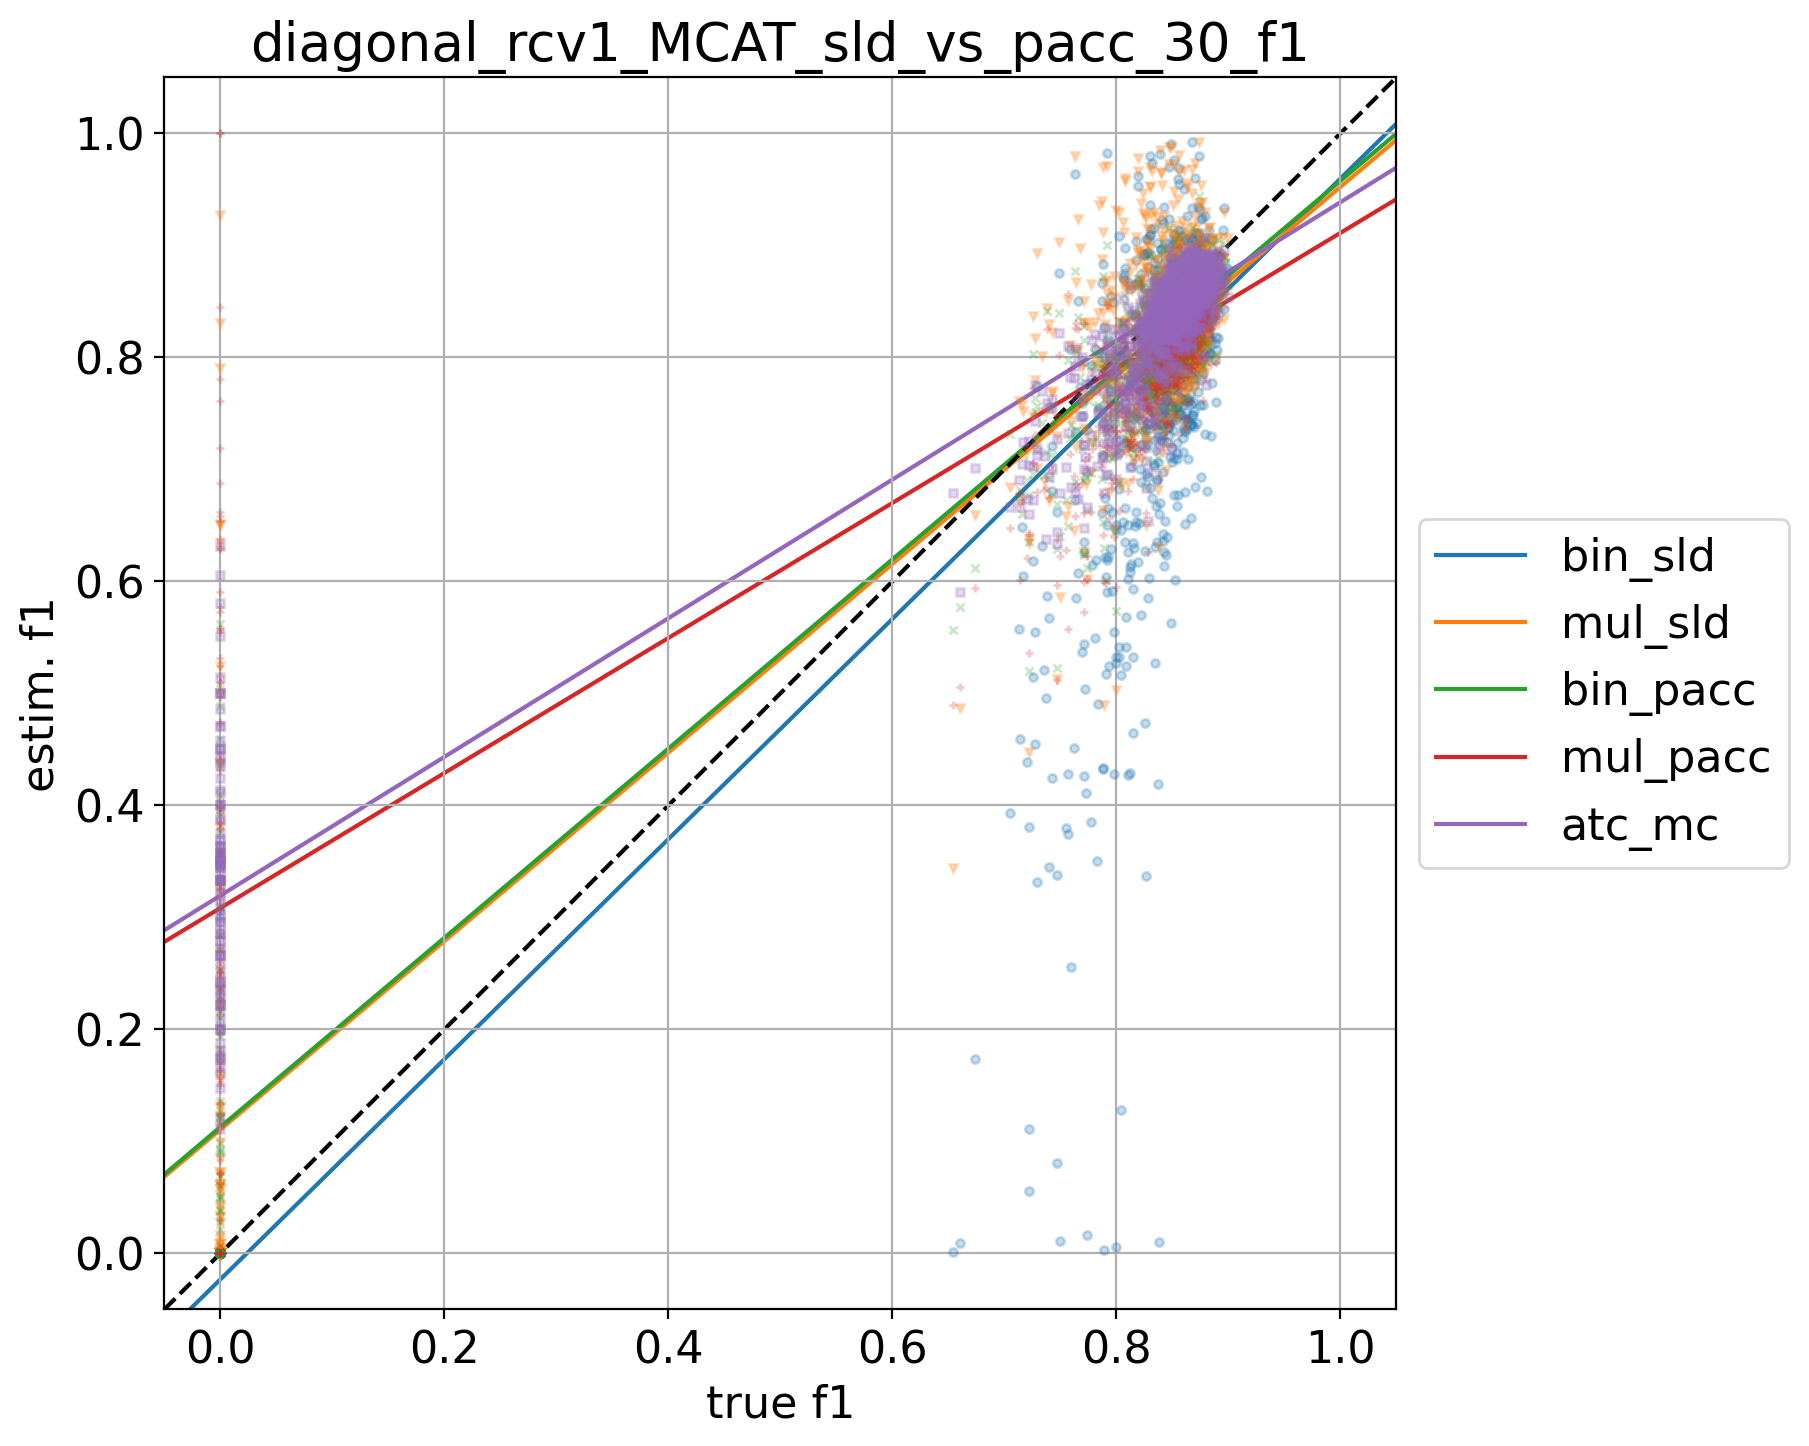 diagonal_rcv1_MCAT_sld_vs_pacc_30_f1
1.0
0.8
0.6
0.4
0.2
0.0
estim. f1
0.0 0.2 0.4 0.6 0.8 1.0
true f1
bin_sld
mul_sld
bin_pacc
mul_pacc
atc_mc